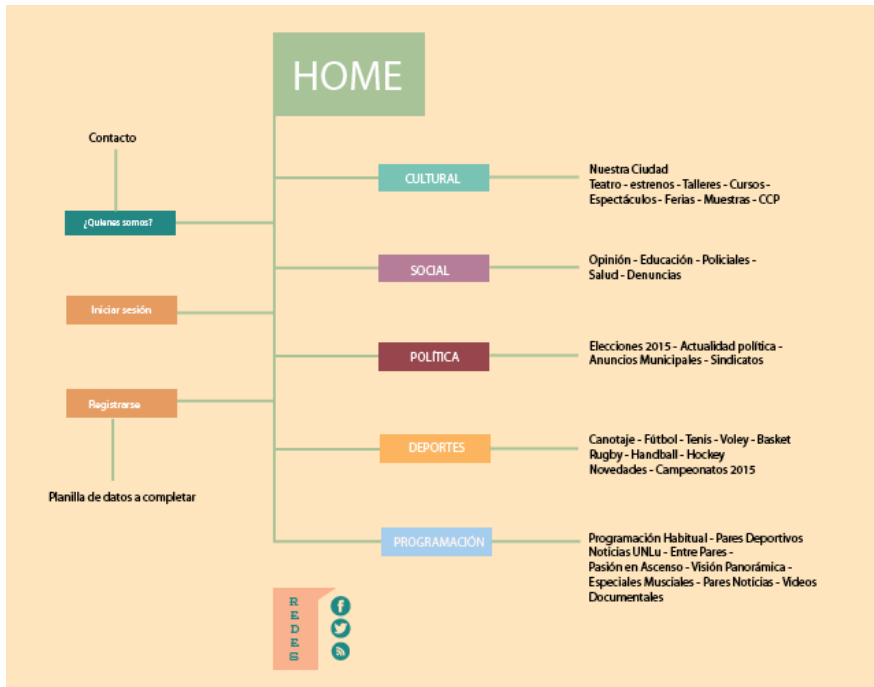 HOME
Contacto
¿Quienes somos?
Iniciar sesión
Registrarse
Planilla de datos a completar
CULTURAL
Nuestra Ciudad
Teatro - estrenos - Talleres - Cursos -
Espectáculos - Ferias - Muestras - CCP
SOCIAL
Opinión - Educación - Policiales -
Salud - Denuncias
POLÍTICA
Elecciones 2015 - Actualidad política -
Anuncios Municipales - Sindicatos
DEPORTES
Canotaje - Fútbol - Tenis - Voley - Basket
Rugby - Handball - Hockey
Novedades - Campeonatos 2015
PROGRAMACIÓN
Programación Habitual - Pares Deportivos
Noticias UNLu - Entre Pares -
Pasión en Ascenso - Visión Panorámica -
Especiales Musciales - Pares Noticias - Videos
Documentales
REDES